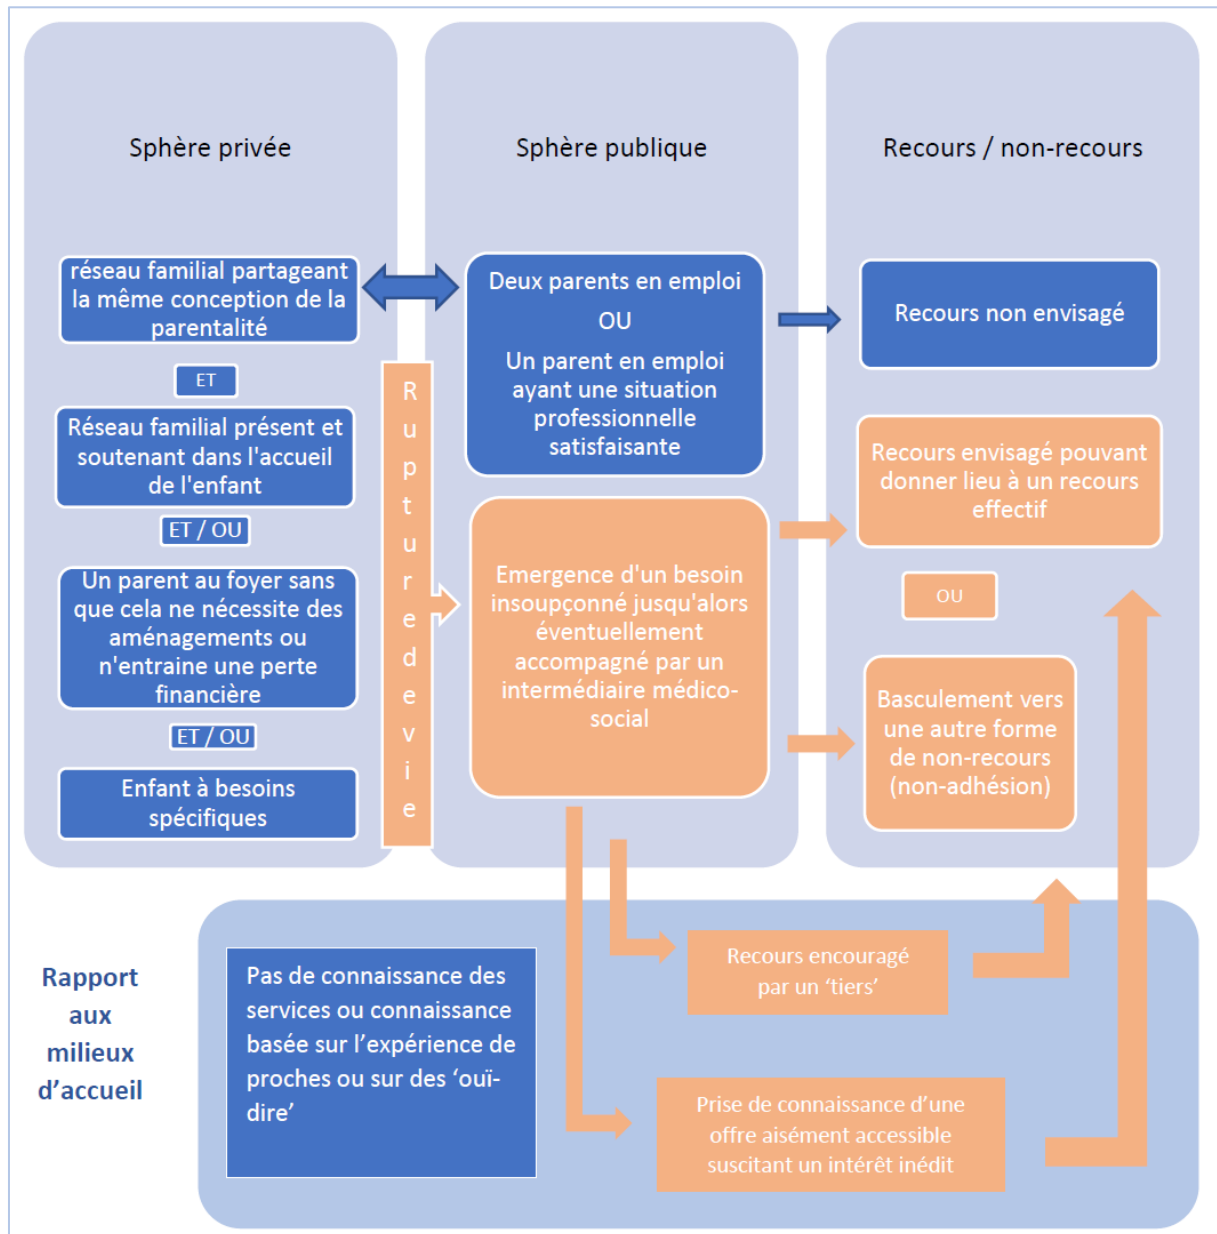 Sphère privée
réseau familial partageant
la même conception de la
parentalité
ET
Réseau familial présent et
soutenant dans l'accueil
de l'enfant
ET / OU
Un parent au foyer sans
que cela ne nécessite des
aménagements ou
n'entraine une perte
financière
ET / OU
Enfant à besoins
spécifiques
R
u
p
t
u
r
e
d
e
v
i
e
Sphère publique
Deux parents en emploi
OU
Un parent en emploi
ayant une situation
professionnelle
satisfaisante
Emergence d'un besoin
insoupçonné jusqu'alors
éventuellement
accompagné par un
intermédiaire médico-
social
Recours / non-recours
Recours non envisagé
Recours envisagé pouvant
donner lieu à un recours
effectif
OU
Basculement vers
une autre forme
de non-recours
(non-adhésion)
Rapport
aux
milieux
d’accueil
Pas de connaissance des
services ou connaissance
basée sur l’expérience de
proches ou sur des ‘ouï-
dire’
Recours encouragé
par un ‘tiers’
Prise de connaissance d’une
offre aisément accessible
suscitant un intérêt inédit